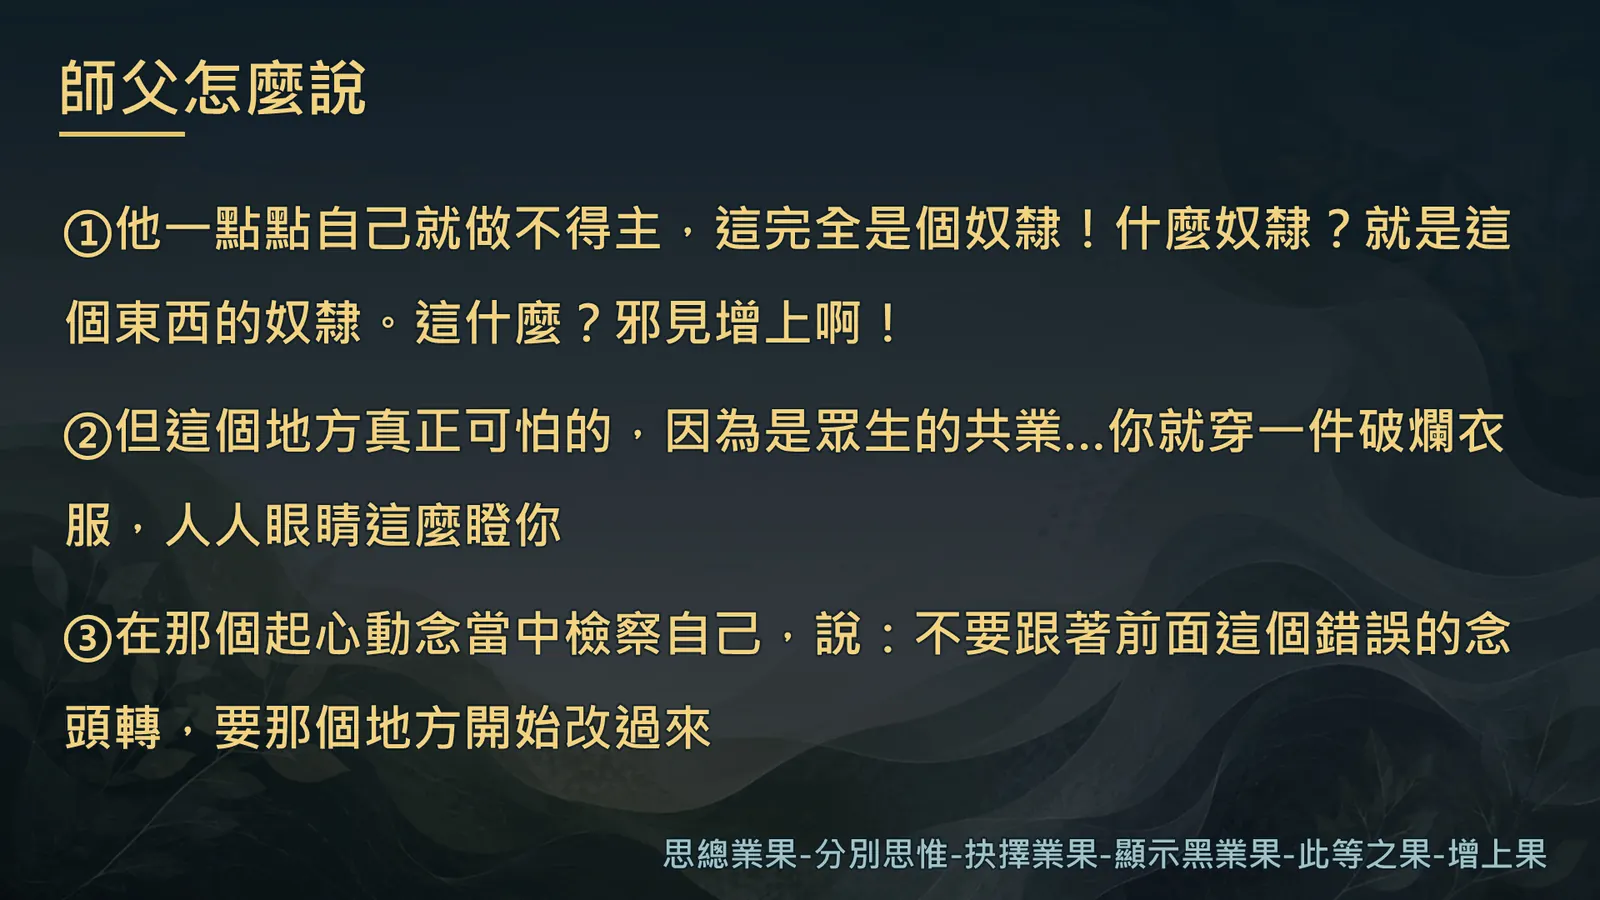 師父怎麼說
①他一點點自己就做不得主，這完全是個奴隸！什麼奴隸？就是這
個東西的奴隸。這什麼？邪見增上啊！
②但這個地方真正可怕的，因為是眾生的共業…你就穿一件破爛衣
服，人人眼睛這麼瞪你
③在那個起心動念當中檢察自己，說：不要跟著前面這個錯誤的念
頭轉，要那個地方開始改過來
思總業果-分別思惟-抉擇業果-顯示黑業果-此等之果-增上果